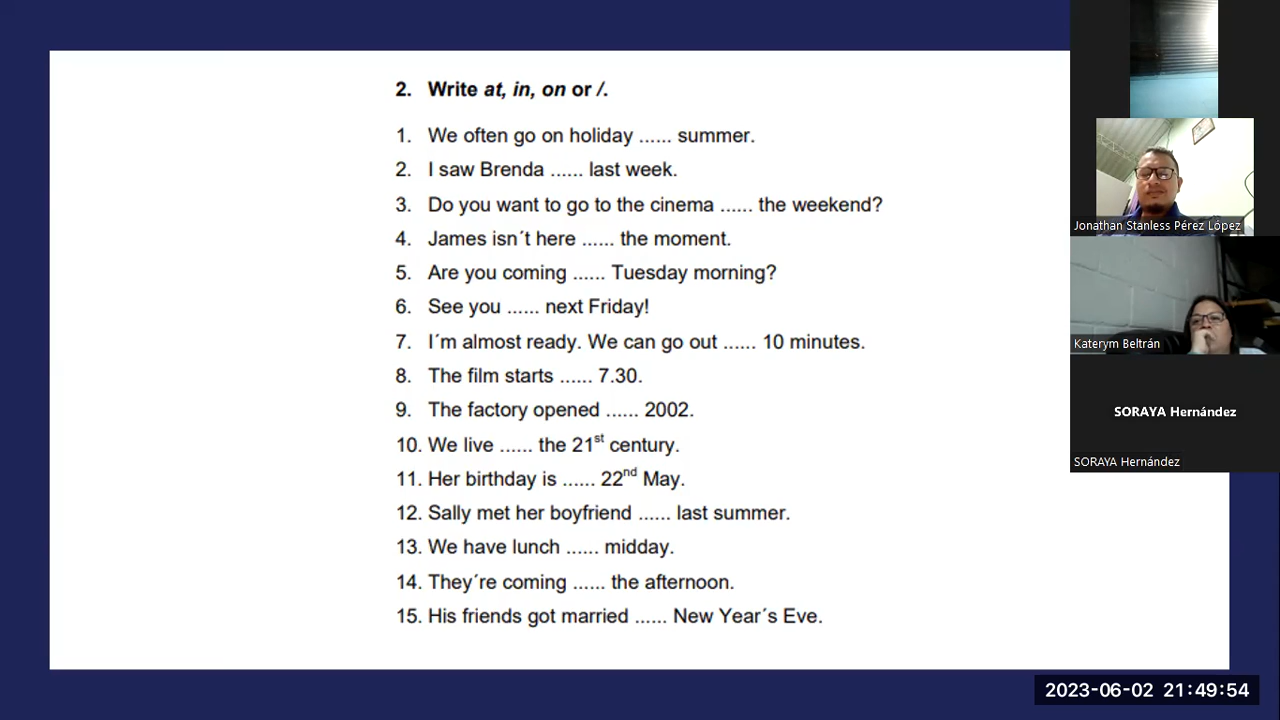 2. Write at, in, on or /.
1. We often go on holiday ...... summer.
2. I saw Brenda ...... last week.
3. Do you want to go to the cinema ...... the weekend?
4. James isn´t here ...... the moment.
5. Are you coming ...... Tuesday morning?
6. See you ...... next Friday!
7. I´m almost ready. We can go out ...... 10 minutes.
8. The film starts ...... 7.30.
9. The factory opened ...... 2002.
10. We live ...... the 21st century.
11. Her birthday is ...... 22nd May.
12. Sally met her boyfriend ...... last summer.
13. We have lunch ...... midday.
14. They´re coming ...... the afternoon.
15. His friends got married ...... New Year´s Eve.
Jonathan Stanless Pérez López
Katerym Beltrán
SORAYA Hernández
SORAYA Hernández
2023-06-02 21:49:54